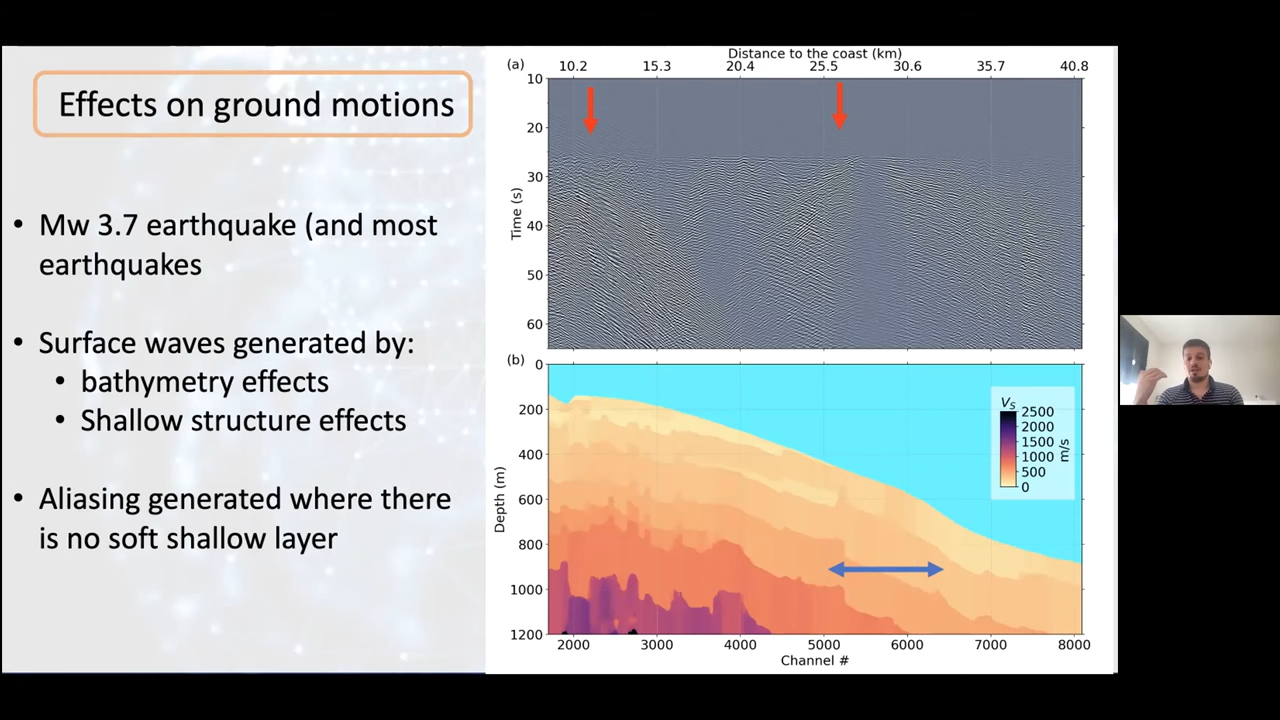 Effects on ground motions
• Mw 3.7 earthquake (and most
earthquakes
• Surface waves generated by:
• bathymetry effects
• Shallow structure effects
• Aliasing generated where there
is no soft shallow layer
Distance to the coast (km)
(a)
10.2 15.3 20.4 25.5 30.6 35.7 40.8
10
20
30
40
50
60
Time (s)
(b)
0
200
400
600
800
1000
1200
Depth (m)
Vs
2500
2000
1500
1000
500
0
m/s
2000 3000 4000 5000 6000 7000 8000
Channel #